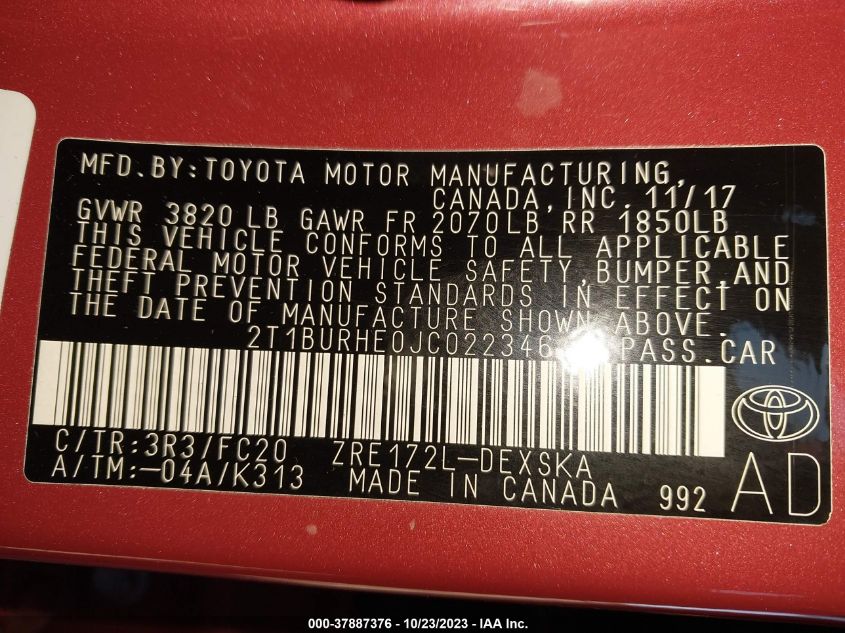 MFD.BY:TOYOTA MOTOR MANUFACTURING,
CANADA,INC. 11/17
GVWR 3820LB GAWR FR 2070LB RR 1850LB
THIS VEHICLE CONFORMS TO ALL APPLICABLE
FEDERAL MOTOR VEHICLE SAFETY,BUMPER,AND
THEFT PREVENTION STANDARDS IN EFFECT ON
THE DATE OF MANUFACTURE SHOWN ABOVE.
2T1BURHE0JC022346 PASS.CAR
C/TR:3R3/FC20 ZRE172L-DEXSKA
A/TM:-04A/K313 MADE IN CANADA 992 AD
000-37887376 - 10/23/2023 - IAA Inc.